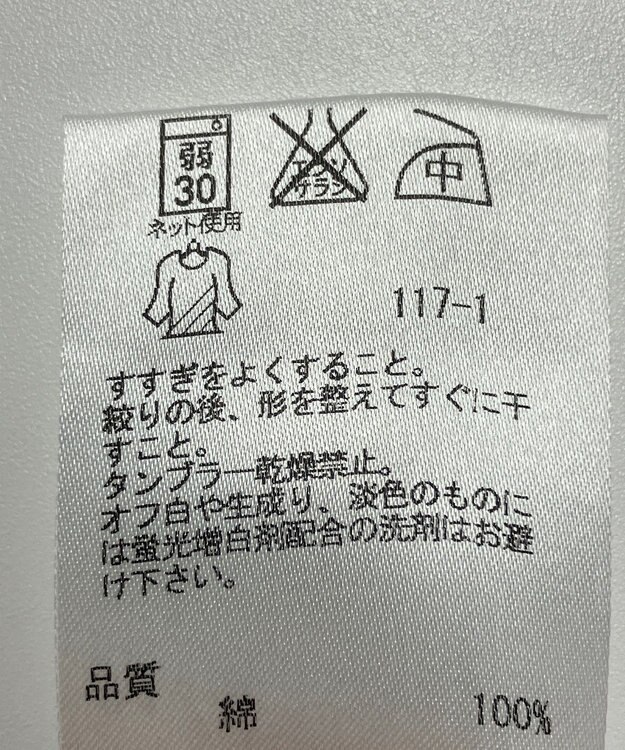 弱
30
ネット使用
エンソ
サラシ
中
117-1
すすぎをよくすること。
絞りの後、形を整えてすぐに干
すこと。
タンブラー乾燥禁止。
オフ白や生成り、淡色のものに
は蛍光増白剤配合の洗剤はお避
け下さい。
品質
綿 100%